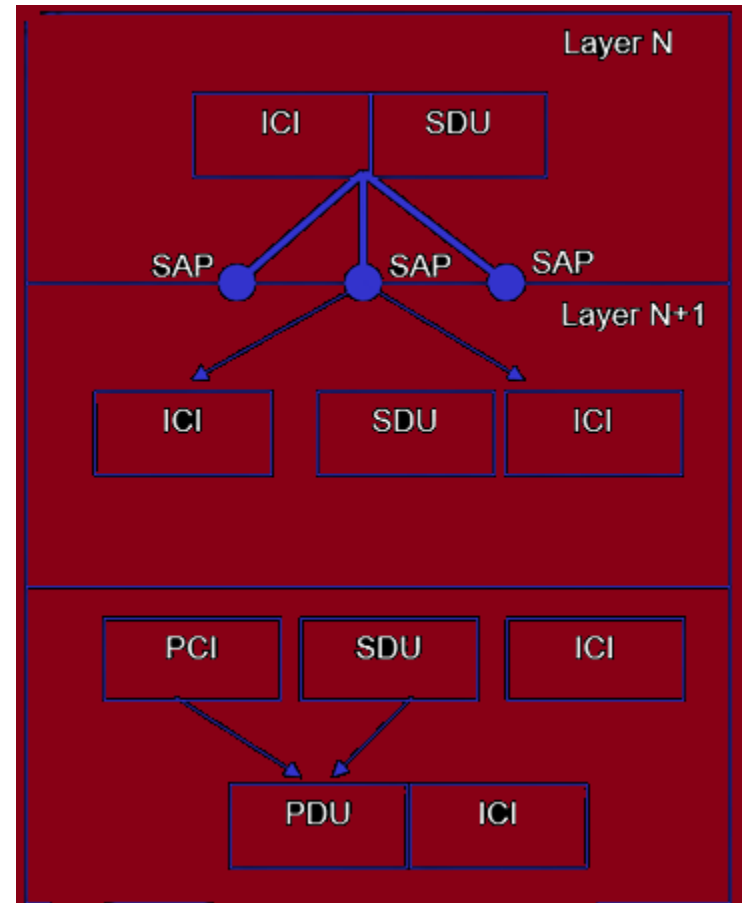 Layer N
ICI SDU
SAP SAP SAP
Layer N+1
ICI SDU ICI
PCI SDU ICI
PDU ICI